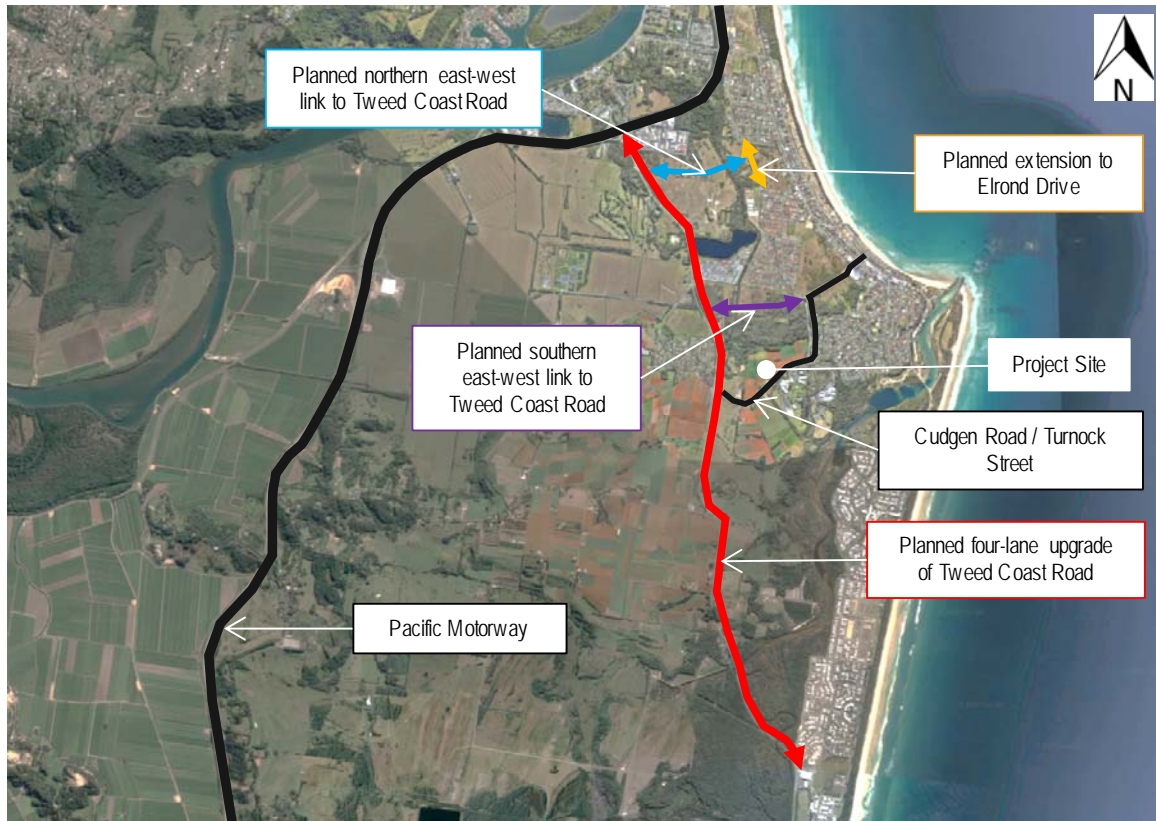 Planned northern east-west
link to Tweed Coast Road
N
Planned extension to
Elrond Drive
Planned southern
east-west link to
Tweed Coast Road
Project Site
Cudgen Road / Turnock
Street
Planned four-lane upgrade
of Tweed Coast Road
Pacific Motorway